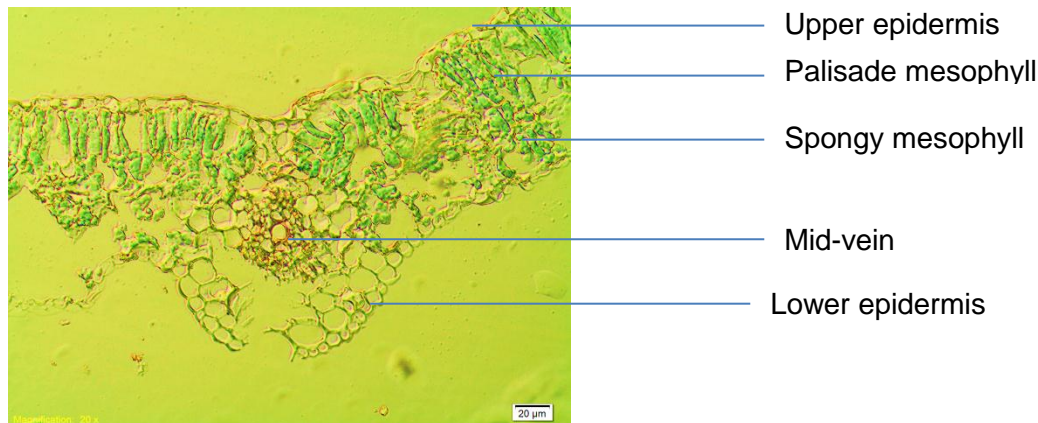 Upper epidermis
Palisade mesophyll
Spongy mesophyll
Mid-vein
Lower epidermis
Magnification: 20 x
20 µm